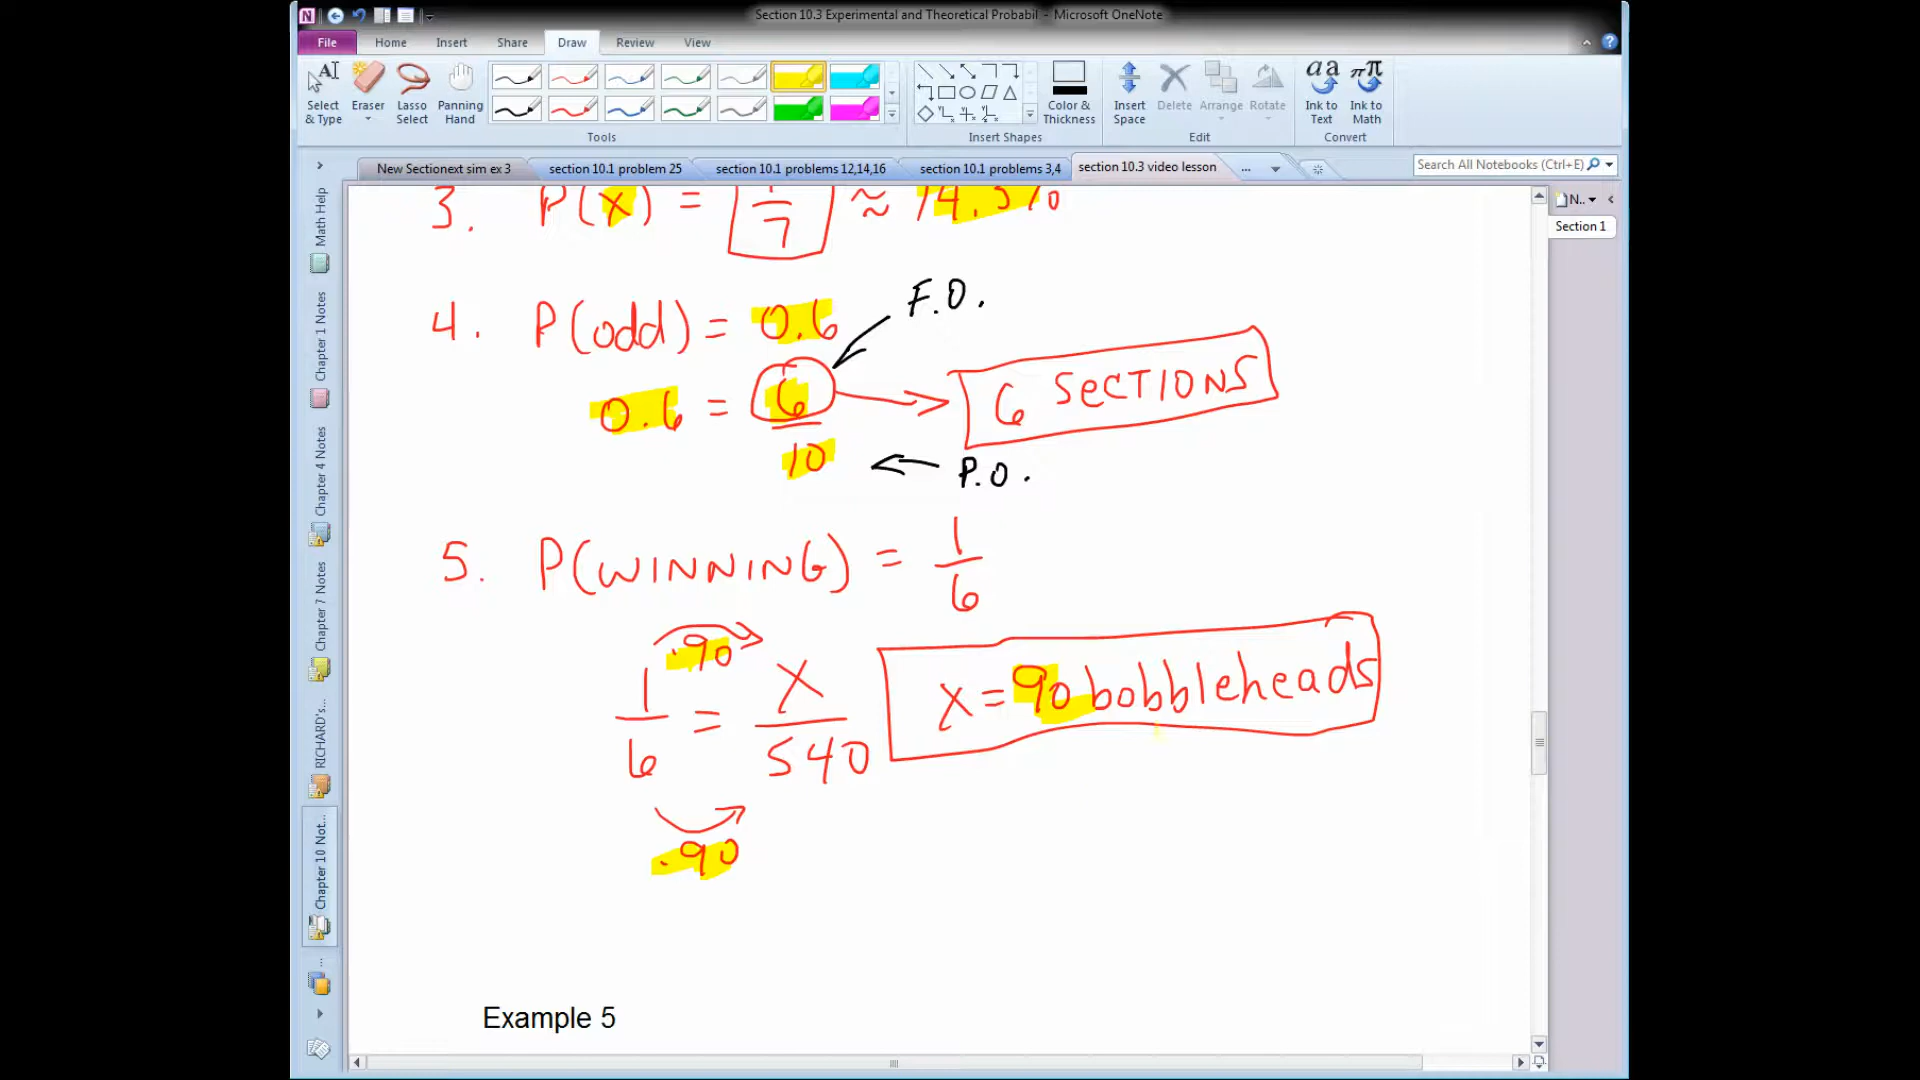 Section 10.3 Experimental and Theoretical Probabil - Microsoft OneNote
File Home Insert Share Draw Review View
Select & Type
Eraser
Lasso Select
Panning Hand
Color & Thickness
Insert Space
Delete
Arrange
Rotate
Ink to Text
Ink to Math
Tools
Insert Shapes
Edit
Convert
New Sectionext sim ex 3
section 10.1 problem 25
section 10.1 problems 12,14,16
section 10.1 problems 3,4
section 10.3 video lesson
...
Search All Notebooks (Ctrl+E)
N..
Section 1
Math Help
Chapter 1 Notes
Chapter 4 Notes
Chapter 7 Notes
RICHARD's...
Chapter 10 Not...
3. P(x) = 1/7 ≈ 14.3%
F.O.
4. P(odd) = 0.6
0.6 = 6/10 → 6 SECTIONS
P.O.
5. P(WINNING) = 1/6
·90
1/6 = X/540
x = 90 bobbleheads
·90
Example 5